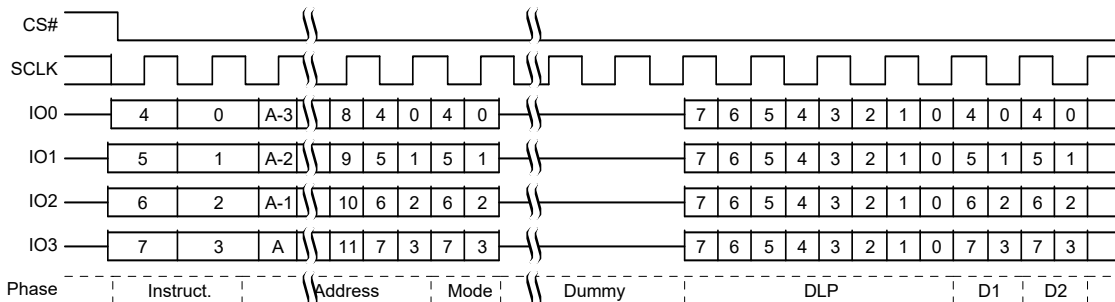 CS#
SCLK
IO0 4 0 A-3 8 4 0 4 0 7 6 5 4 3 2 1 0 4 0 4 0
IO1 5 1 A-2 9 5 1 5 1 7 6 5 4 3 2 1 0 5 1 5 1
IO2 6 2 A-1 10 6 2 6 2 7 6 5 4 3 2 1 0 6 2 6 2
IO3 7 3 A 11 7 3 7 3 7 6 5 4 3 2 1 0 7 3 7 3
Phase Instruct. Address Mode Dummy DLP D1 D2